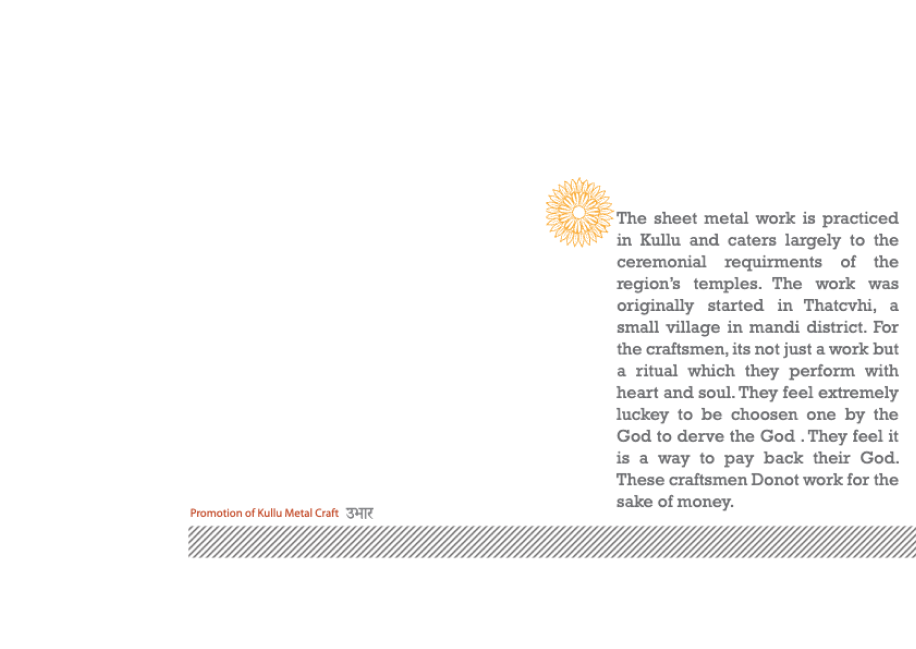 The sheet metal work is practiced
in Kullu and caters largely to the
ceremonial requirments of the
region's temples. The work was
originally started in Thatcvhi, a
small village in mandi district. For
the craftsmen, its not just a work but
a ritual which they perform with
heart and soul. They feel extremely
luckey to be choosen one by the
God to derve the God . They feel it
is a way to pay back their God.
These craftsmen Donot work for the
sake of money.
Promotion of Kullu Metal Craft उभार